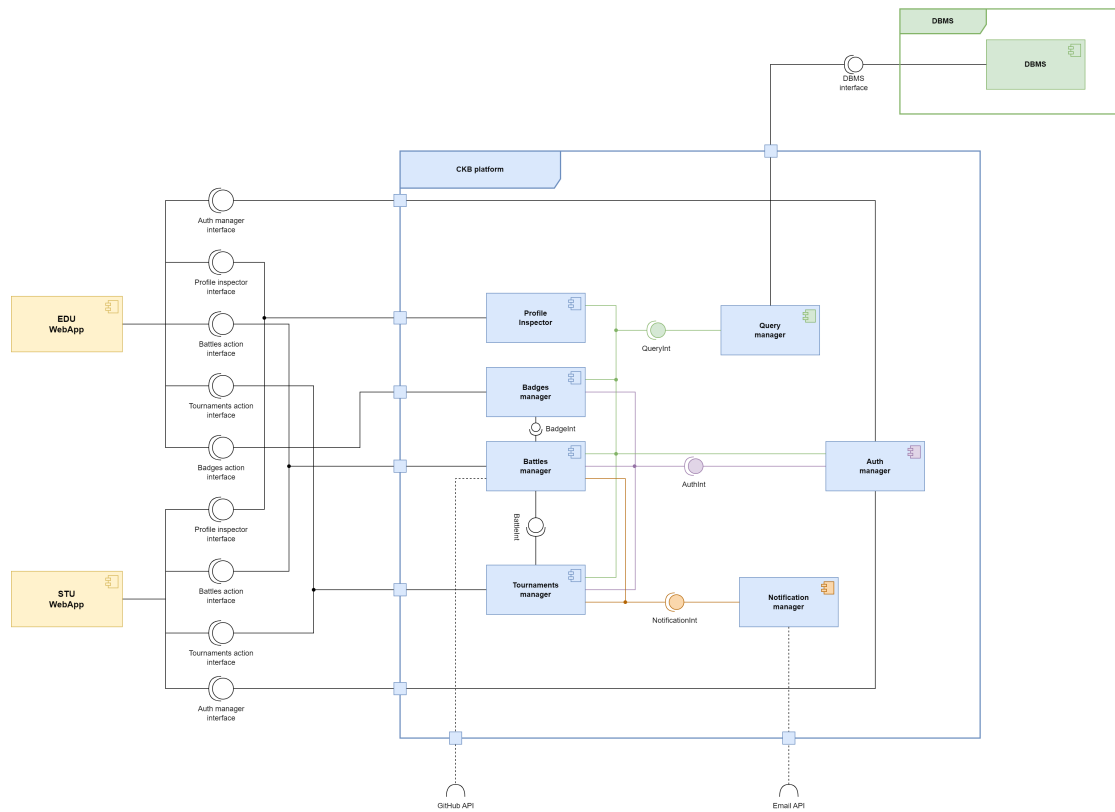 DBMS
DBMS
DBMS
interface
CKB platform
Auth manager
interface
Profile inspector
interface
EDU
WebApp
Battles action
interface
Tournaments action
interface
Badges action
interface
Profile inspector
interface
STU
WebApp
Battles action
interface
Tournaments action
interface
Auth manager
interface
Profile
Inspector
Query
manager
QueryInt
Badges
manager
BadgeInt
Battles
manager
Auth
manager
AuthInt
BattleInt
Tournaments
manager
Notification
manager
NotificationInt
GitHub API
Email API